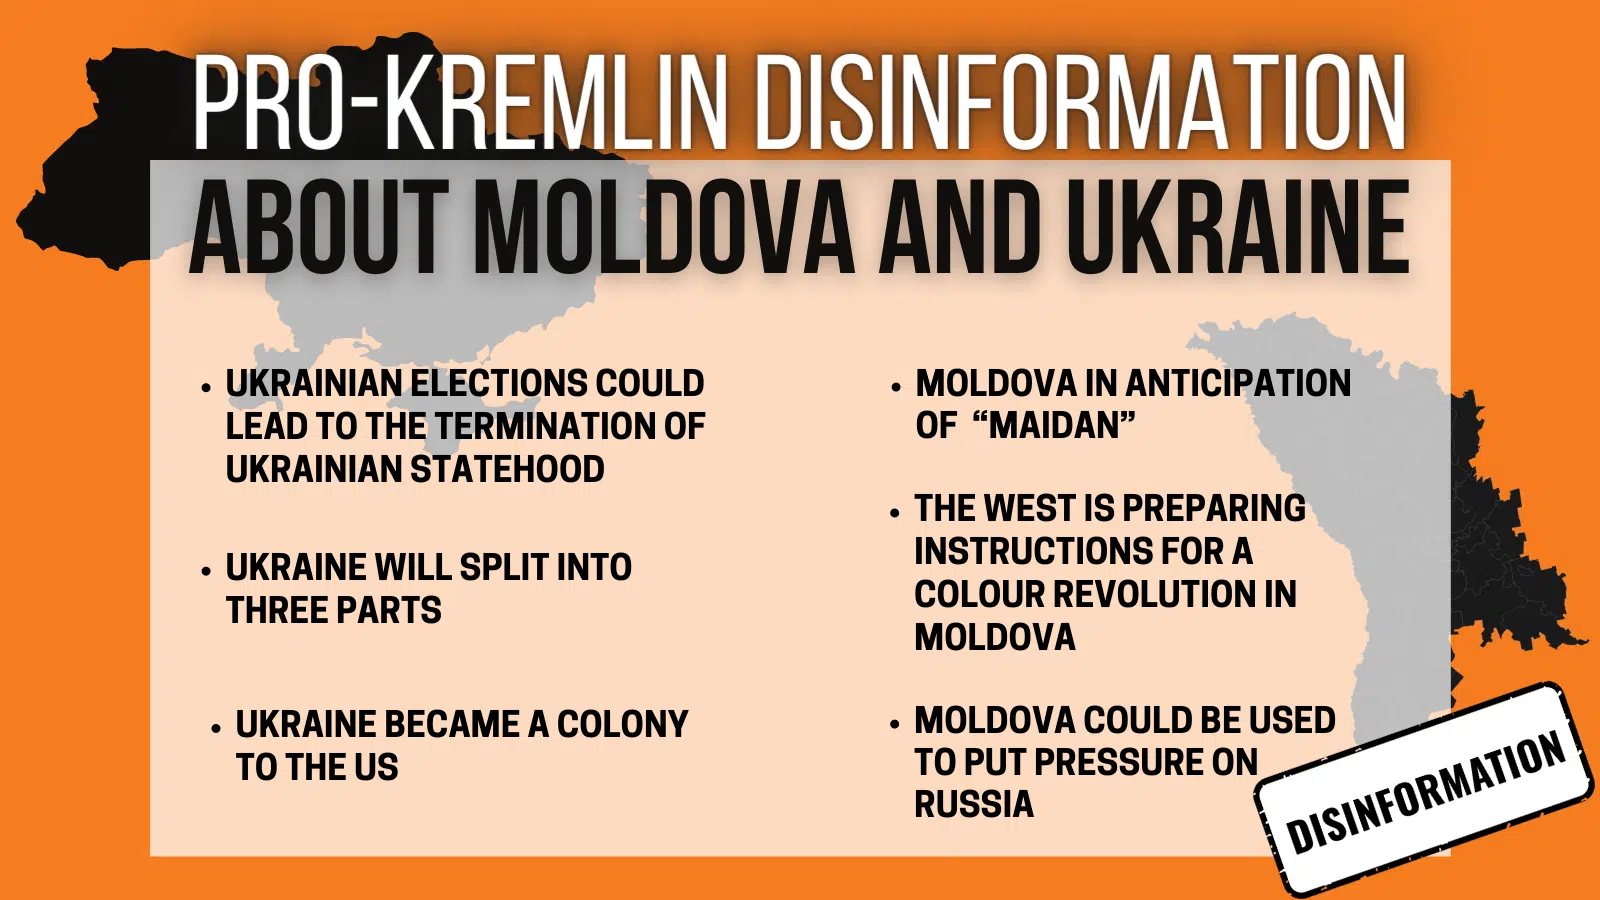 PRO-KREMLIN DISINFORMATION
ABOUT MOLDOVA AND UKRAINE
• UKRAINIAN ELECTIONS COULD
LEAD TO THE TERMINATION OF
UKRAINIAN STATEHOOD
• UKRAINE WILL SPLIT INTO
THREE PARTS
• UKRAINE BECAME A COLONY
TO THE US
• MOLDOVA IN ANTICIPATION
OF “MAIDAN”
• THE WEST IS PREPARING
INSTRUCTIONS FOR A
COLOUR REVOLUTION IN
MOLDOVA
• MOLDOVA COULD BE USED
TO PUT PRESSURE ON
RUSSIA
DISINFORMATION